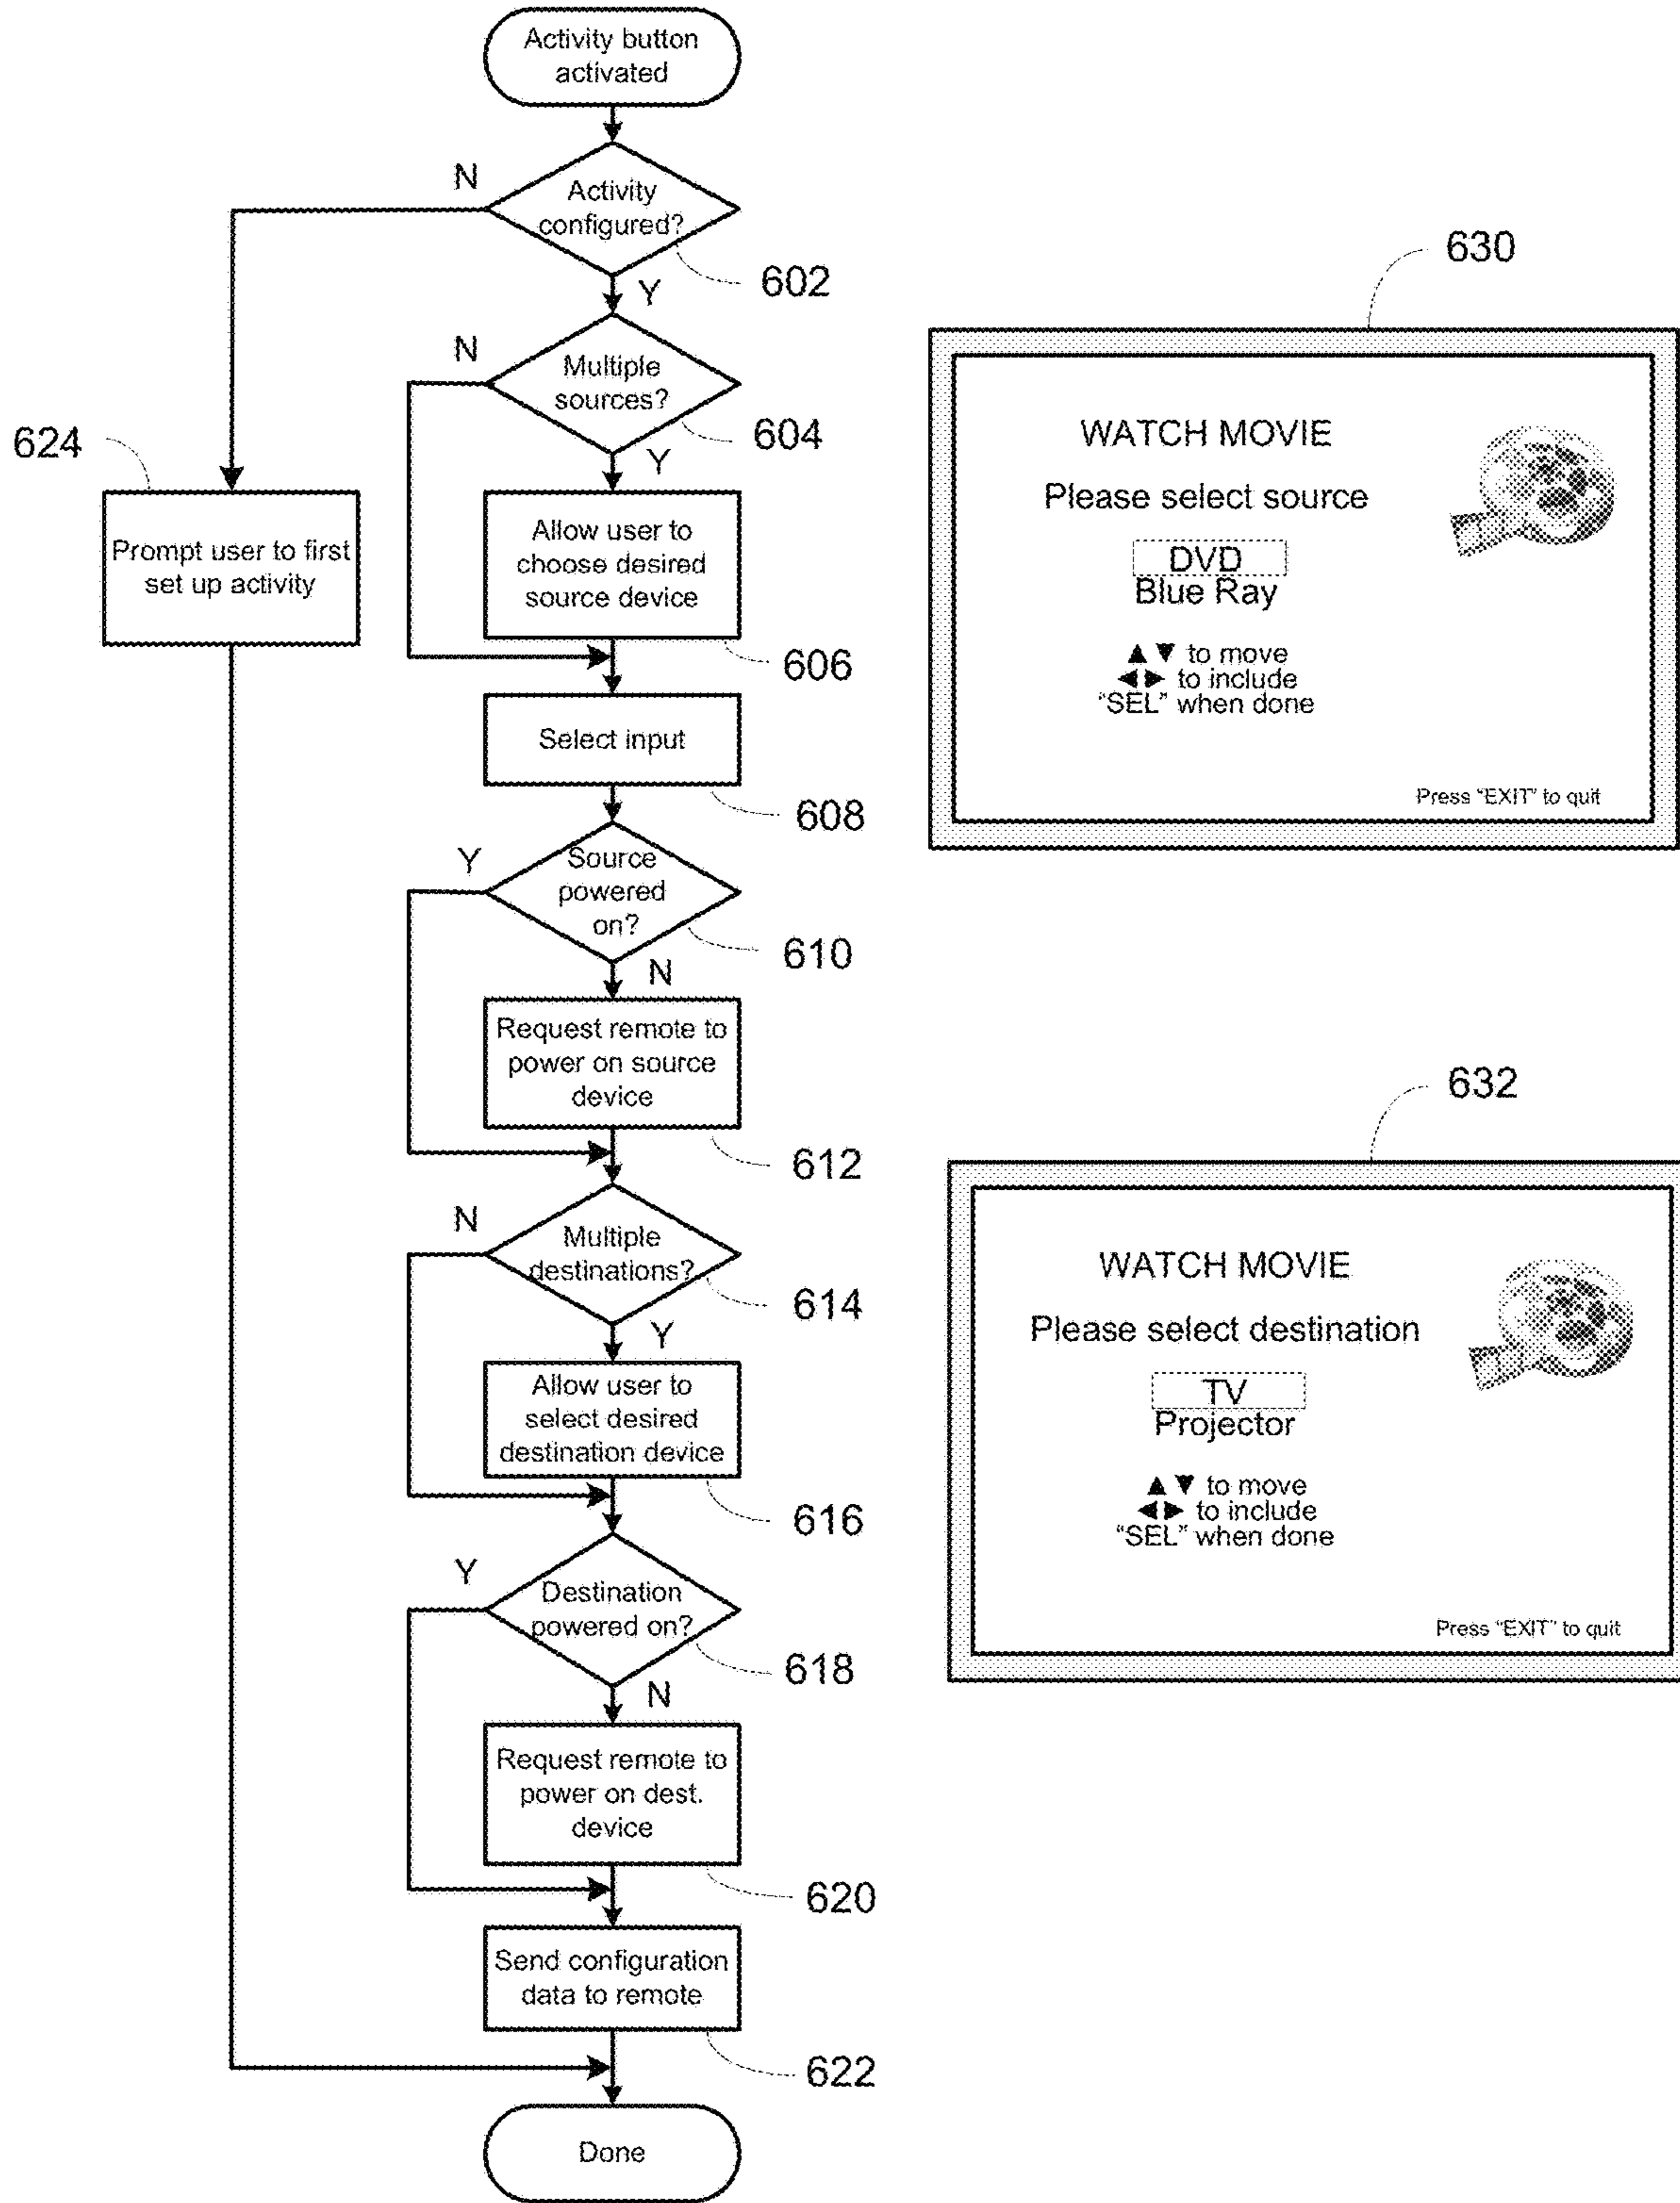 Activity button
activated
N
Activity
configured?
602
Y
N
Multiple
sources?
604
Y
624
Prompt user to first
set up activity
Allow user to
choose desired
source device
606
Select input
608
Y
Source
powered
on?
610
N
Request remote to
power on source
device
612
N
Multiple
destinations?
614
Y
Allow user to
select desired
destination device
616
Y
Destination
powered on?
618
N
Request remote to
power on dest.
device
620
Send configuration
data to remote
622
Done
630
WATCH MOVIE
Please select source
DVD
Blue Ray
▲ ▼ to move
◀▶ to include
"SEL" when done
Press "EXIT" to quit
632
WATCH MOVIE
Please select destination
TV
Projector
▲ ▼ to move
◀▶ to include
"SEL" when done
Press "EXIT" to quit